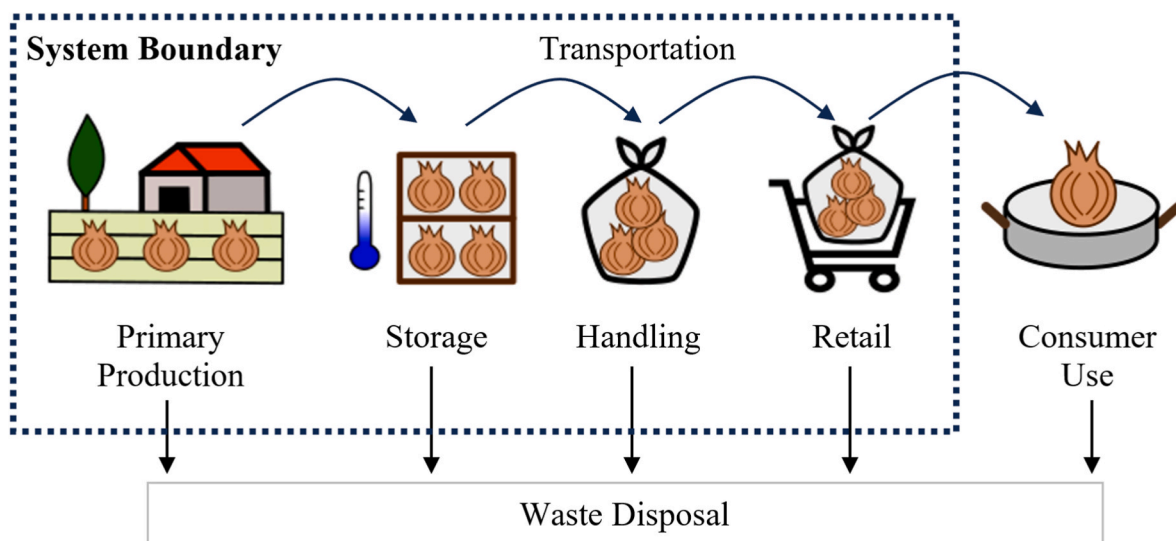 System Boundary
Transportation
Primary
Production
Storage
Handling
Retail
Consumer
Use
Waste Disposal